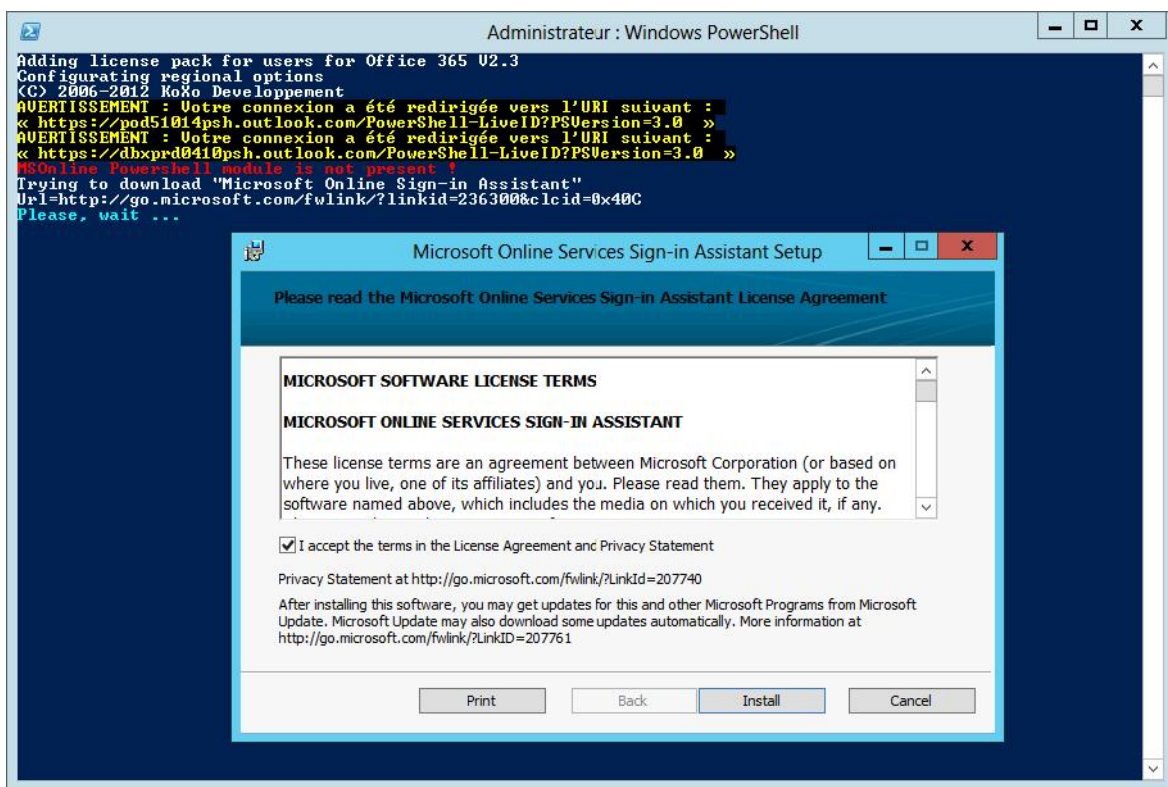 Administrateur : Windows PowerShell
Adding license pack for users for Office 365 V2.3
Configurating regional options
(C) 2006-2012 KoXo Developpement
AVERTISSEMENT : Votre connexion a été redirigée vers l'URI suivant :
« https://pod51014psh.outlook.com/PowerShell-LiveID?PSVersion=3.0 »
AVERTISSEMENT : Votre connexion a été redirigée vers l'URI suivant :
« https://dbxprd0410psh.outlook.com/PowerShell-LiveID?PSVersion=3.0 »
MSOnline Powershell module is not present !
Trying to download "Microsoft Online Sign-in Assistant"
Url=http://go.microsoft.com/fwlink/?linkid=236300&clcid=0x40C
Please, wait ...
Microsoft Online Services Sign-in Assistant Setup
Please read the Microsoft Online Services Sign-in Assistant License Agreement
MICROSOFT SOFTWARE LICENSE TERMS
MICROSOFT ONLINE SERVICES SIGN-IN ASSISTANT
These license terms are an agreement between Microsoft Corporation (or based on
where you live, one of its affiliates) and you. Please read them. They apply to the
software named above, which includes the media on which you received it, if any.
I accept the terms in the License Agreement and Privacy Statement
Privacy Statement at http://go.microsoft.com/fwlink/?LinkId=207740
After installing this software, you may get updates for this and other Microsoft Programs from Microsoft
Update. Microsoft Update may also download some updates automatically. More information at
http://go.microsoft.com/fwlink/?LinkID=207761
Print
Back
Install
Cancel